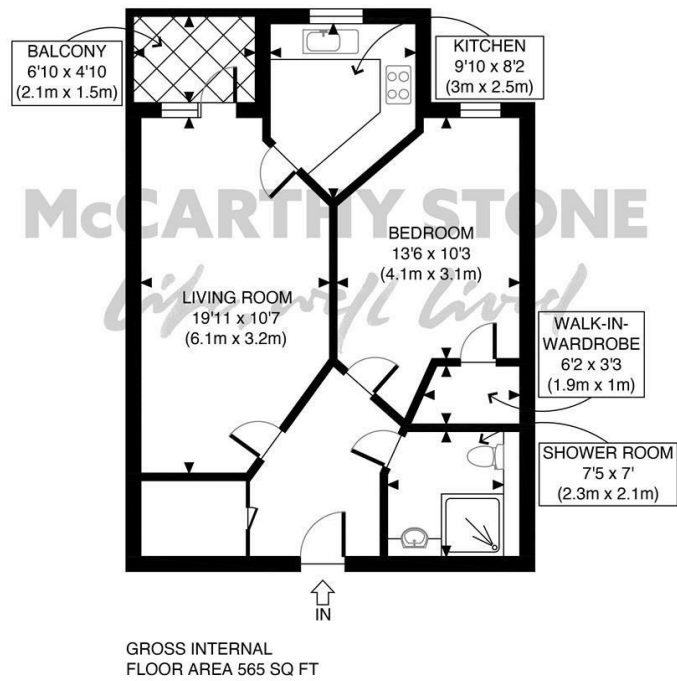 BALCONY
6'10 x 4'10
(2.1m x 1.5m)
KITCHEN
9'10 x 8'2
(3m x 2.5m)
McCARTHY STONE
Life, well lived
BEDROOM
13'6 x 10'3
(4.1m x 3.1m)
LIVING ROOM
19'11 x 10'7
(6.1m x 3.2m)
WALK-IN-
WARDROBE
6'2 x 3'3
(1.9m x 1m)
SHOWER ROOM
7'5 x 7'
(2.3m x 2.1m)
IN
GROSS INTERNAL
FLOOR AREA 565 SQ FT